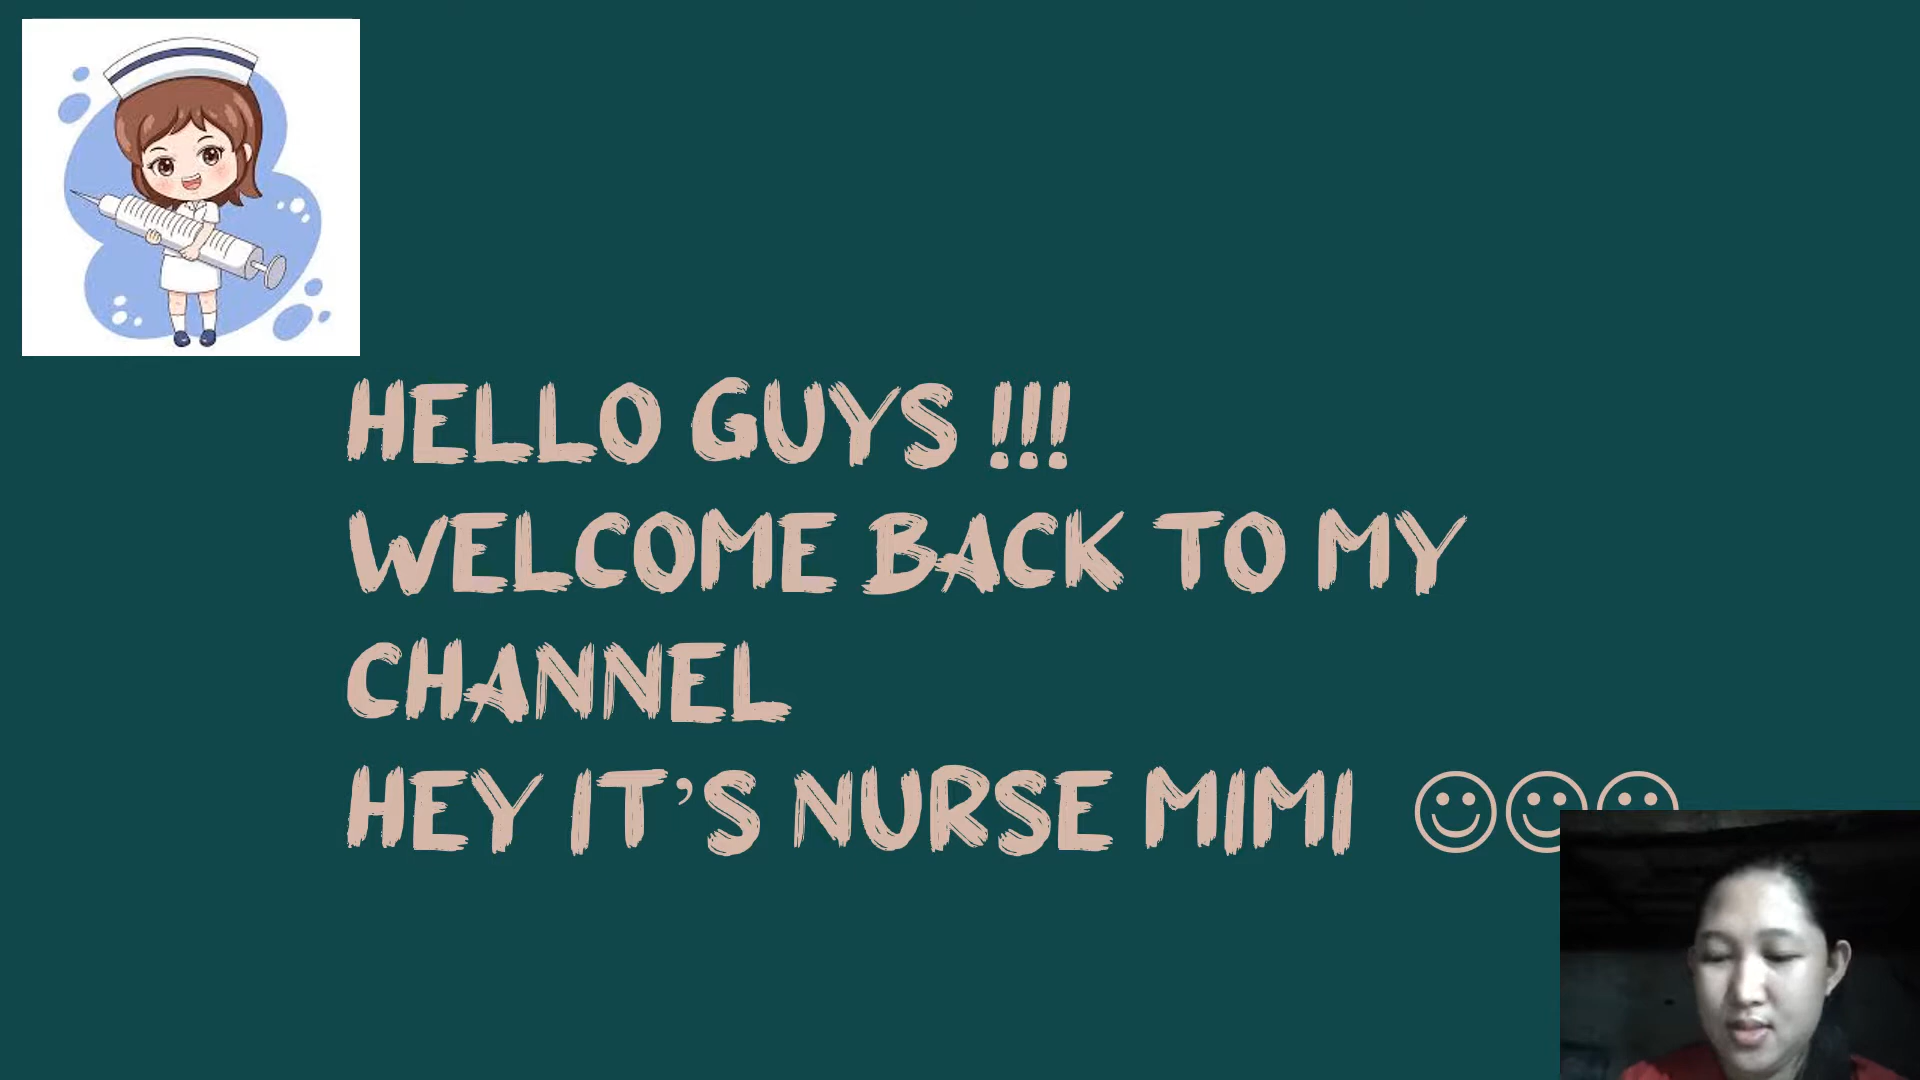 HELLO GUYS !!!
WELCOME BACK TO MY
CHANNEL
HEY IT’S NURSE MIMI ☺☺☺